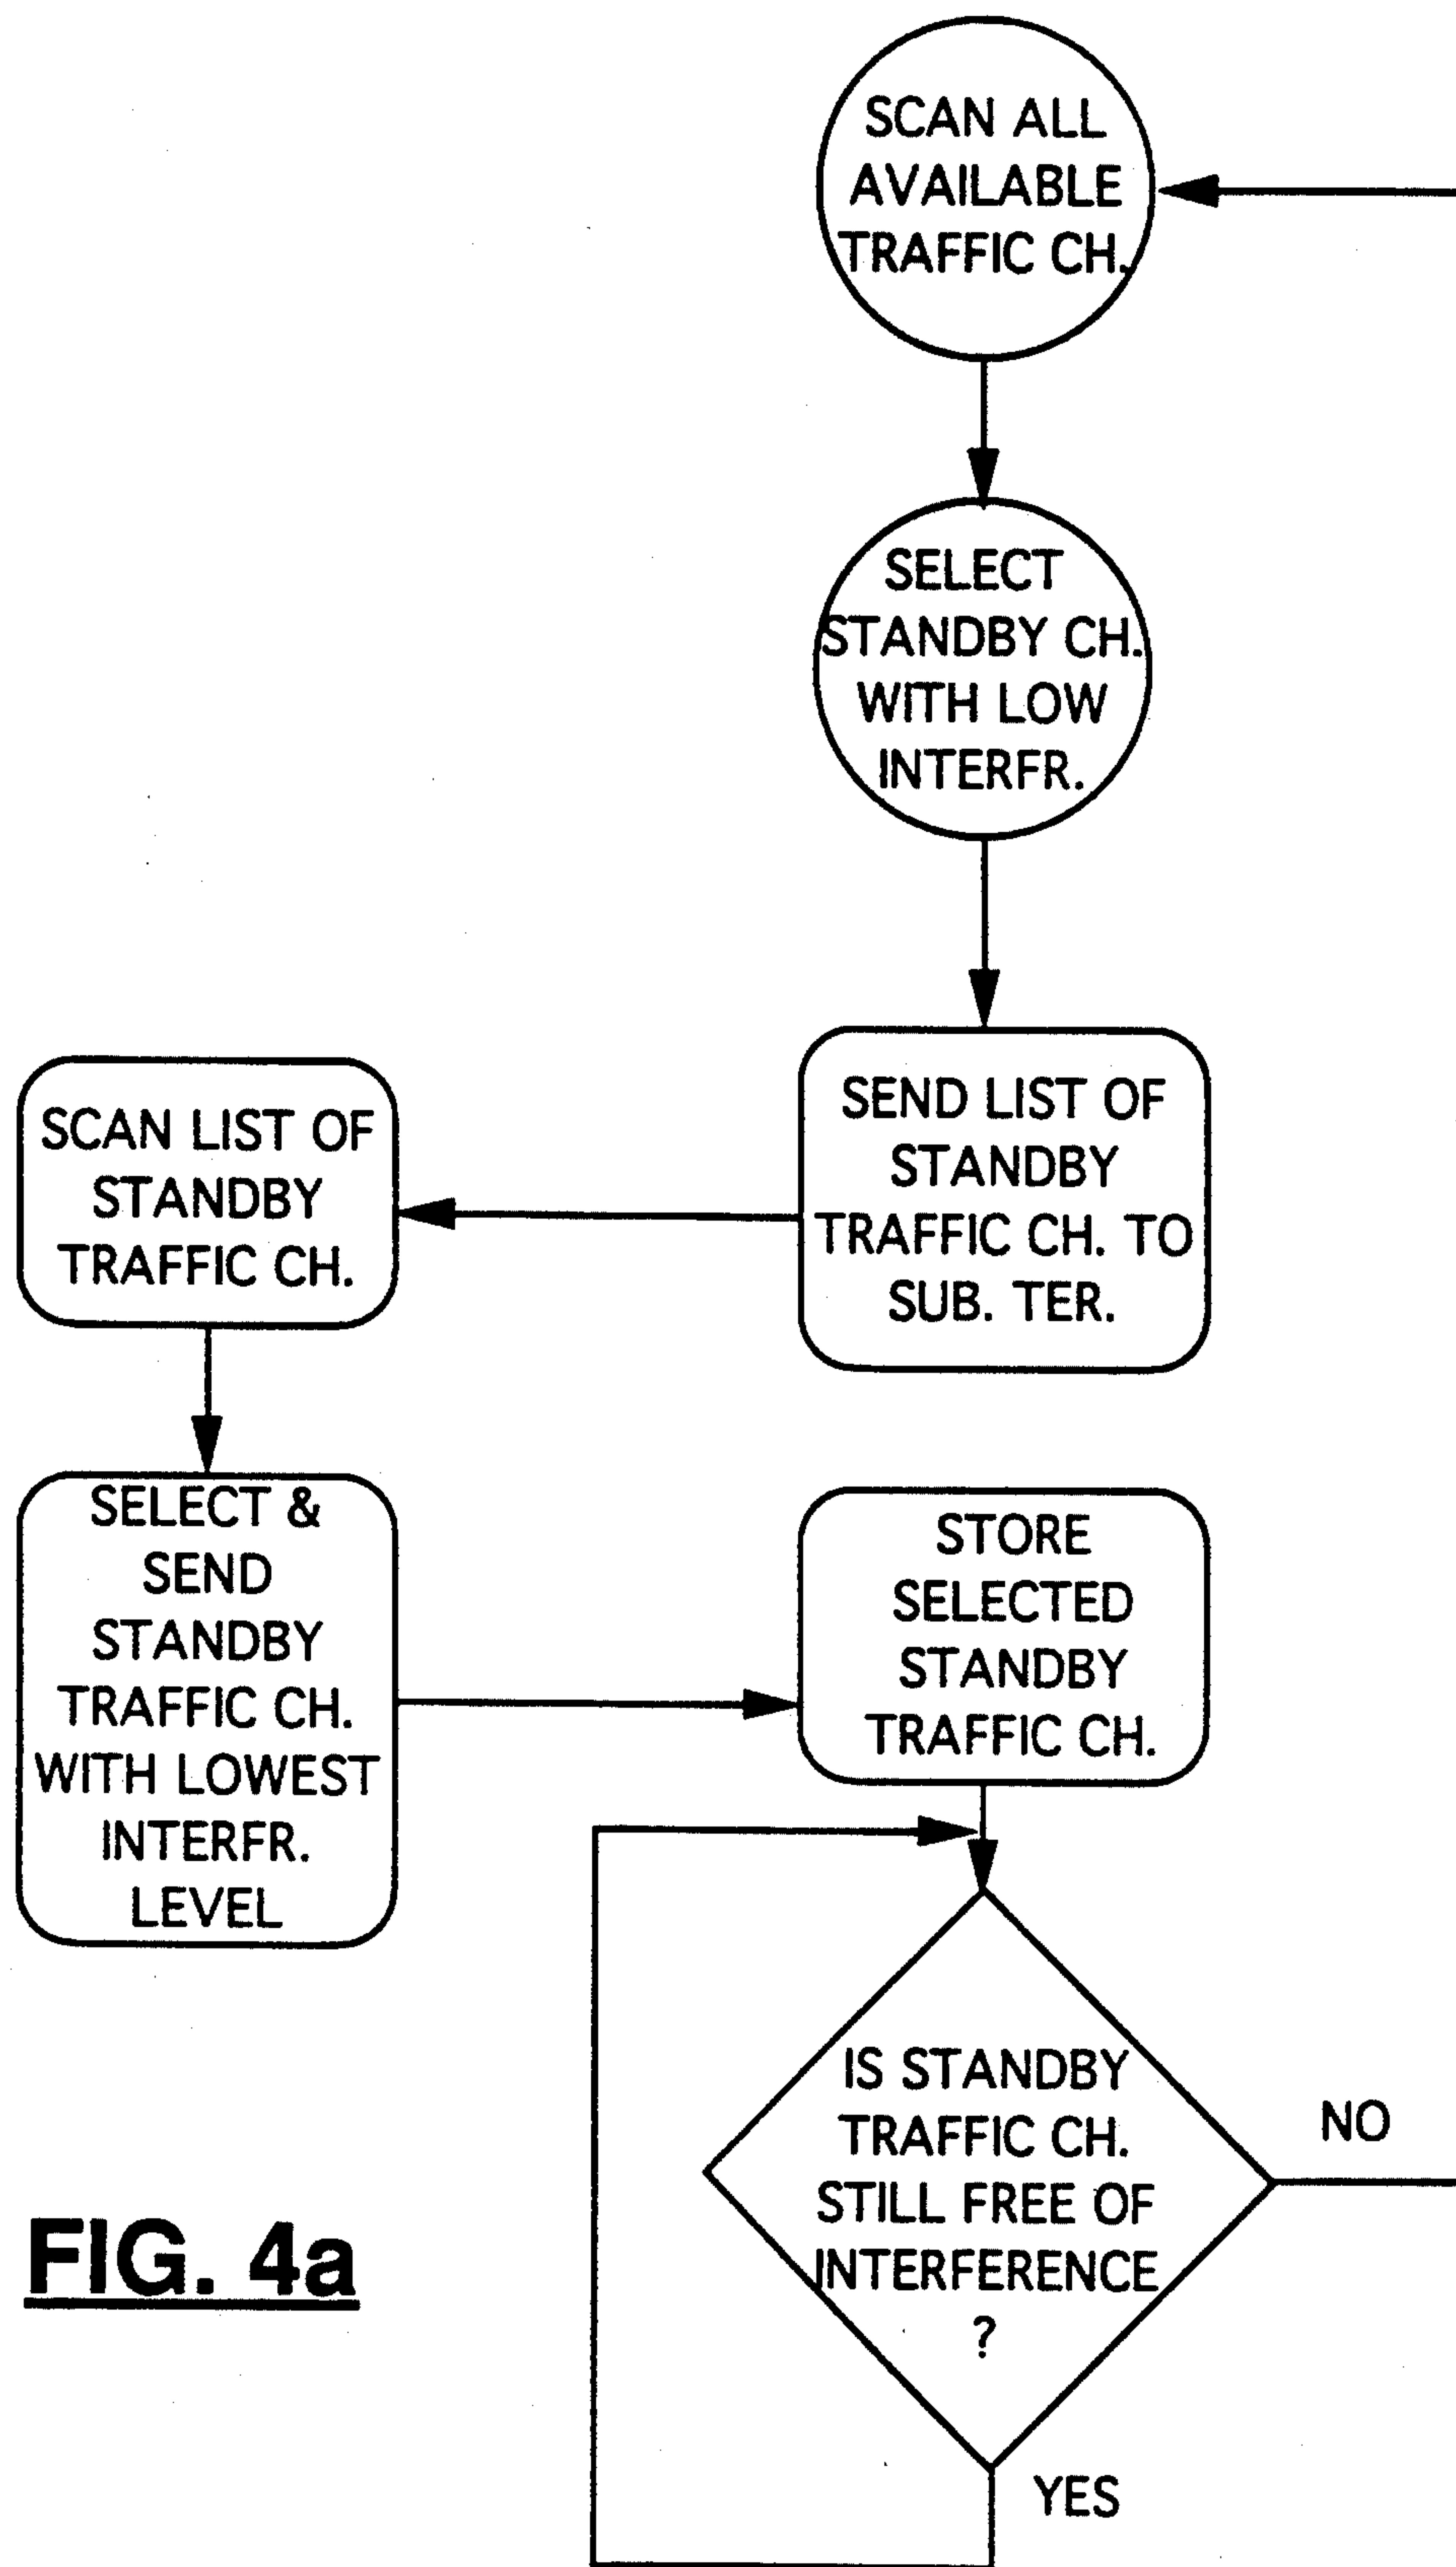 SCAN ALL
AVAILABLE
TRAFFIC CH.
SELECT
STANDBY CH.
WITH LOW
INTERFR.
SEND LIST OF
STANDBY
TRAFFIC CH. TO
SUB. TER.
SCAN LIST OF
STANDBY
TRAFFIC CH.
SELECT &
SEND
STANDBY
TRAFFIC CH.
WITH LOWEST
INTERFR.
LEVEL
STORE
SELECTED
STANDBY
TRAFFIC CH.
IS STANDBY
TRAFFIC CH.
STILL FREE OF
INTERFERENCE
?
NO
YES
FIG. 4a